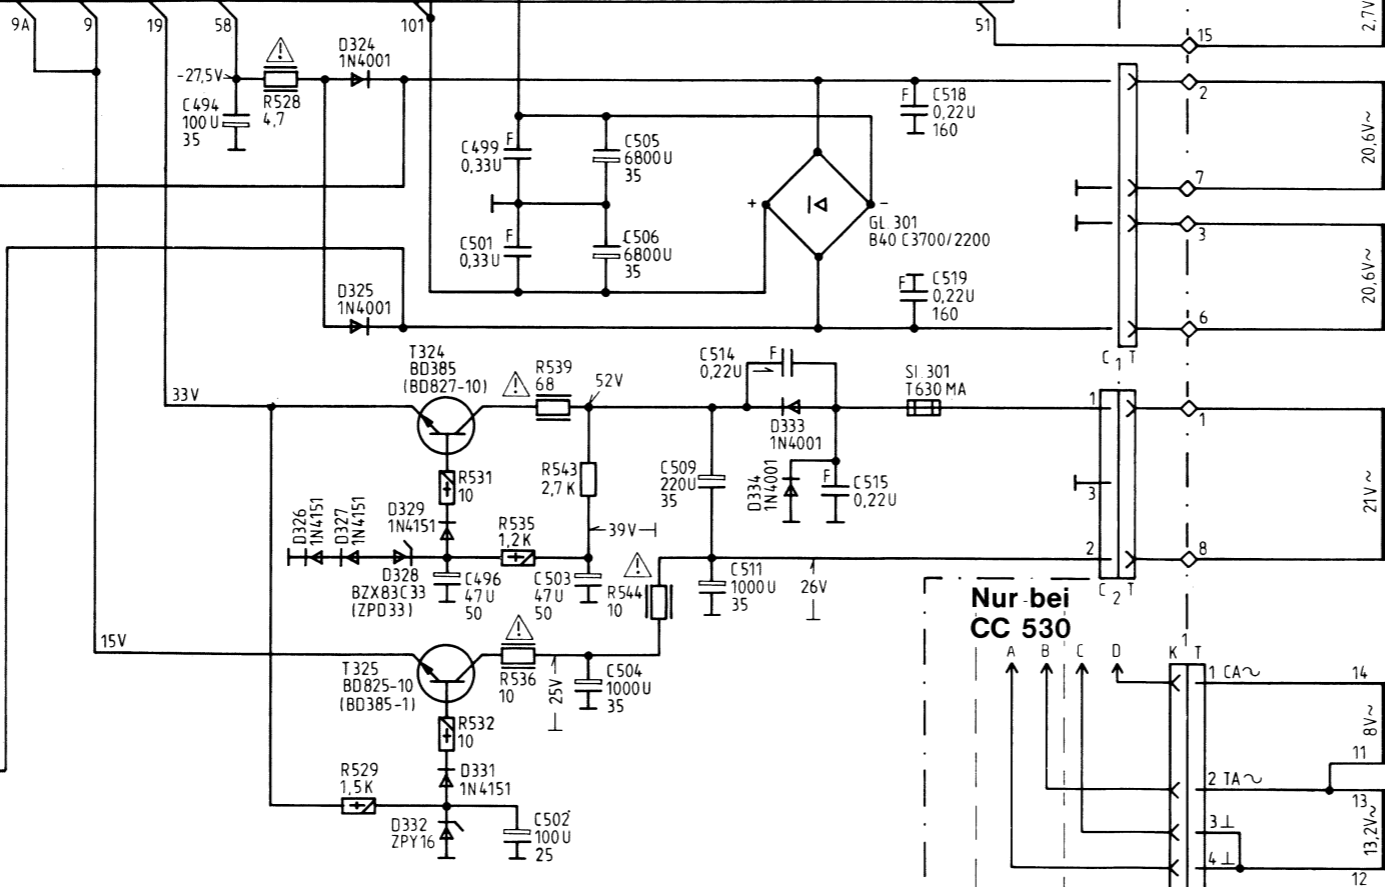 9A
9
19
58
101
51
15
2,7V
-27,5V
D324
1N4001
R528
4,7
C494
100U
35
F
C518
0,22U
160
2
20,6V~
7
F
C499
0,33U
C505
6800U
35
+
-
GL. 301
B40 C3700/2200
F
C501
0,33U
C506
6800U
35
3
20,6V~
F
C519
0,22U
160
6
D325
1N4001
C 1 T
T324
BD385
(BD827-10)
R539
68
52V
C514
0,22U
F
SI.301
T630MA
33V
D333
1N4001
1
1
R531
10
R543
2,7K
C509
220U
35
D334
1N4001
F
C515
0,22U
3
21V~
D326
1N4151
D327
1N4151
D329
1N4151
R535
1,2K
39V
2
8
D328
BZX83C33
(ZPD33)
C496
47U
50
C503
47U
50
R544
10
C511
1000U
35
26V
C 2 T
Nur bei
CC 530
15V
T325
BD825-10
(BD385-1)
R536
10
25V
C504
1000U
35
A
B
C
D
K 1 T
1 CA~
14
8V~
11
R532
10
D331
1N4151
R529
1,5K
2 TA~
13
D332
ZPY16
C502
100U
25
3⊥
13,2V~
4⊥
12